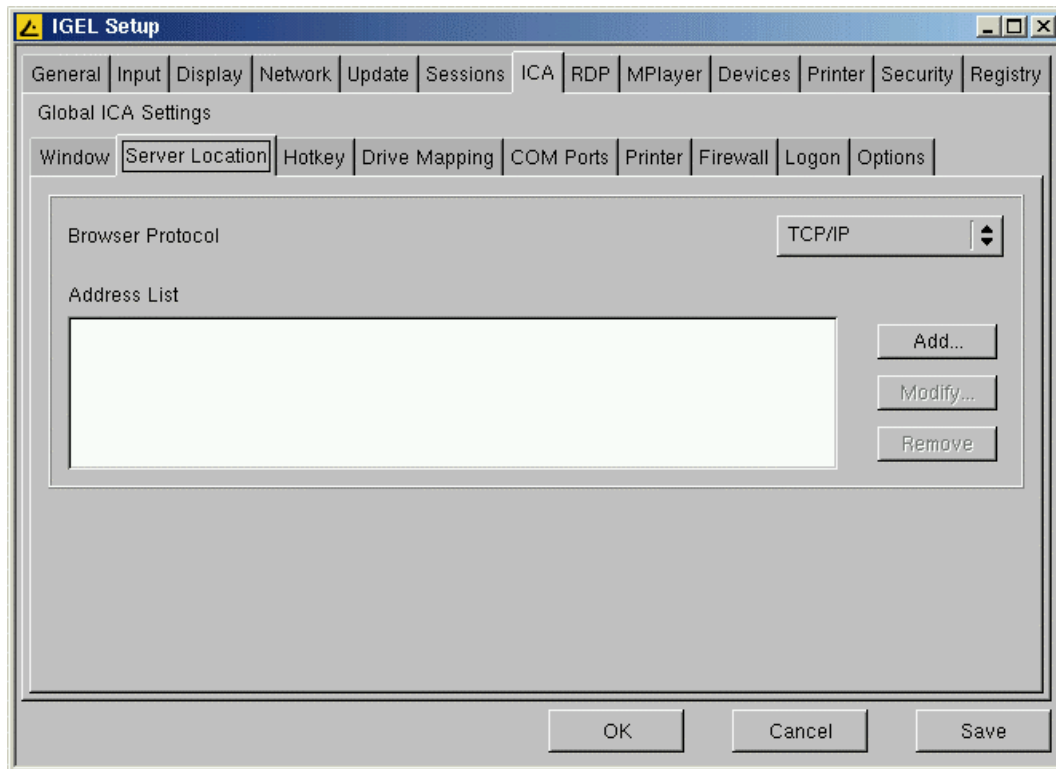 IGEL Setup
General Input Display Network Update Sessions ICA RDP MPlayer Devices Printer Security Registry
Global ICA Settings
Window Server Location Hotkey Drive Mapping COM Ports Printer Firewall Logon Options
Browser Protocol TCP/IP
Address List
Add...
Modify...
Remove
OK Cancel Save